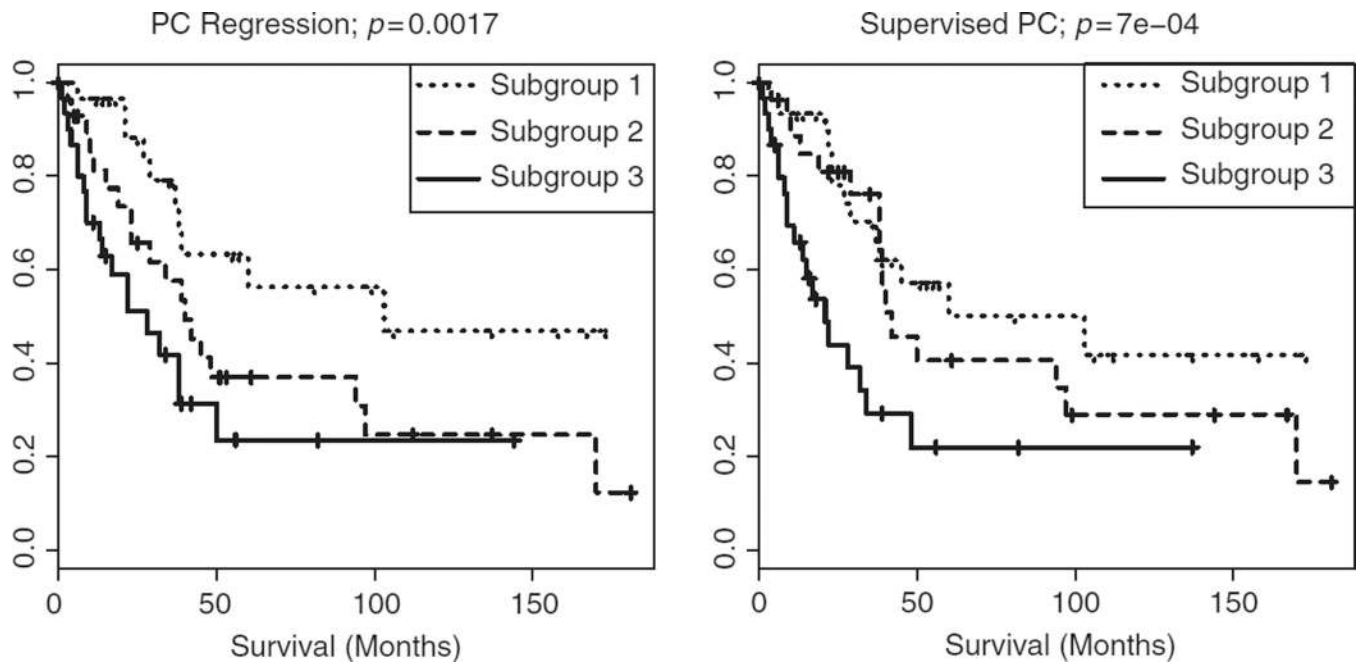 PC Regression; p=0.0017
Subgroup 1
Subgroup 2
Subgroup 3
1.0
0.8
0.6
0.4
0.2
0.0
0 50 100 150
Survival (Months)
Supervised PC; p=7e−04
Subgroup 1
Subgroup 2
Subgroup 3
1.0
0.8
0.6
0.4
0.2
0.0
0 50 100 150
Survival (Months)